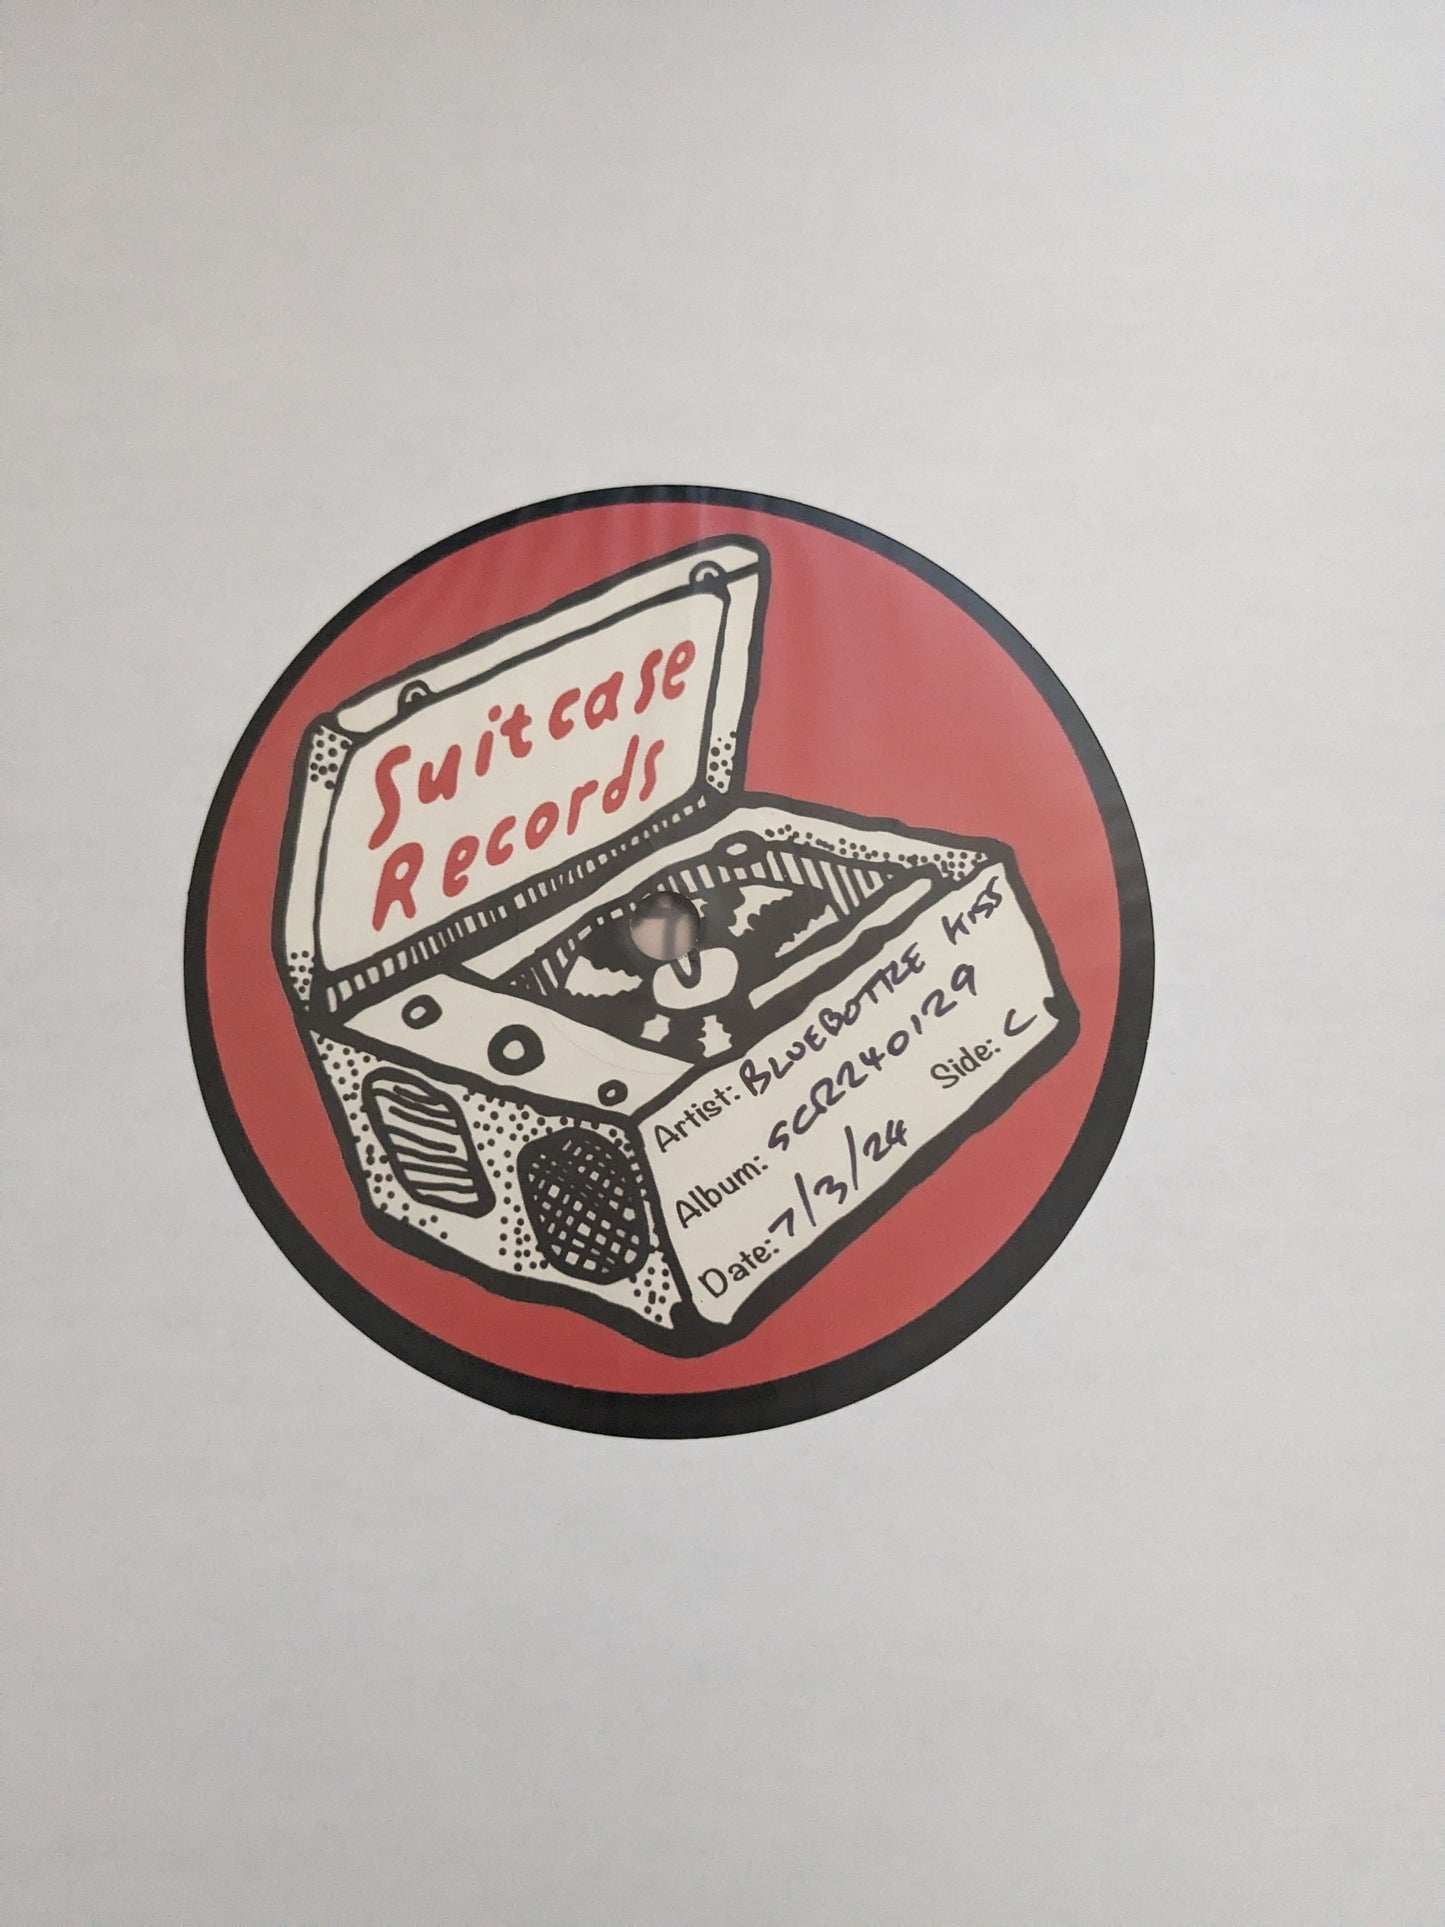 Suitcase
Records
Artist: BLUEBOTTLE KISS
Album: SCR240129
Date: 7/3/24 Side: C